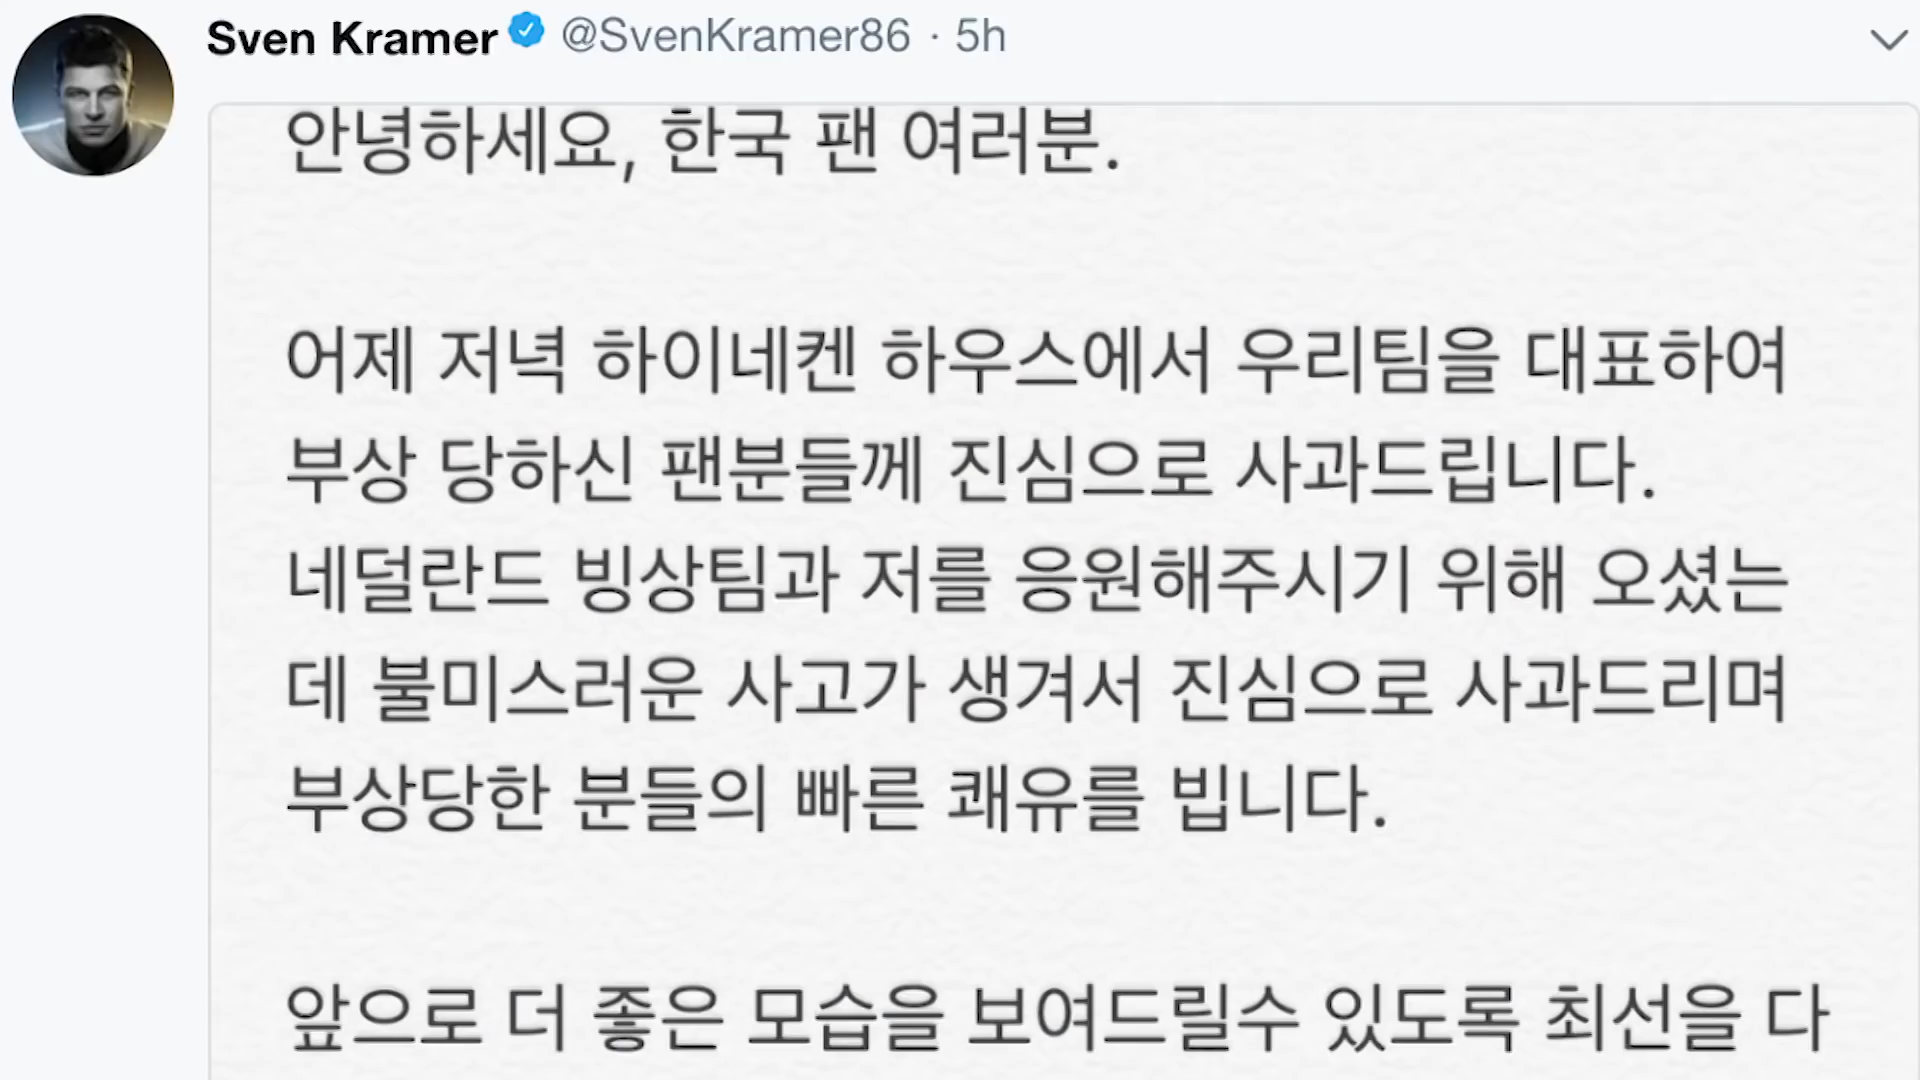 Sven Kramer @SvenKramer86 · 5h
안녕하세요, 한국 팬 여러분.
어제 저녁 하이네켄 하우스에서 우리팀을 대표하여
부상 당하신 팬분들께 진심으로 사과드립니다.
네덜란드 빙상팀과 저를 응원해주시기 위해 오셨는
데 불미스러운 사고가 생겨서 진심으로 사과드리며
부상당한 분들의 빠른 쾌유를 빕니다.
앞으로 더 좋은 모습을 보여드릴수 있도록 최선을 다